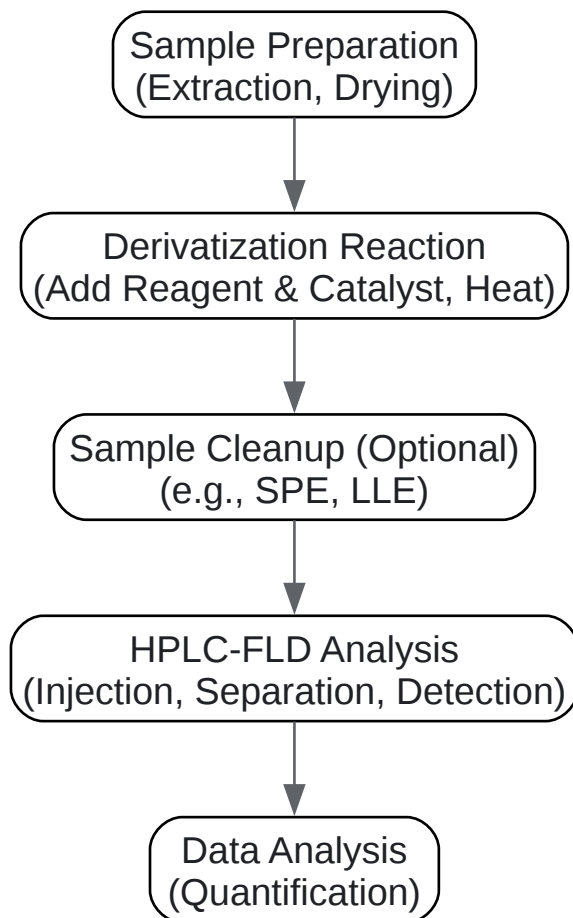 Sample Preparation
(Extraction, Drying)
Derivatization Reaction
(Add Reagent & Catalyst, Heat)
Sample Cleanup (Optional)
(e.g., SPE, LLE)
HPLC-FLD Analysis
(Injection, Separation, Detection)
Data Analysis
(Quantification)